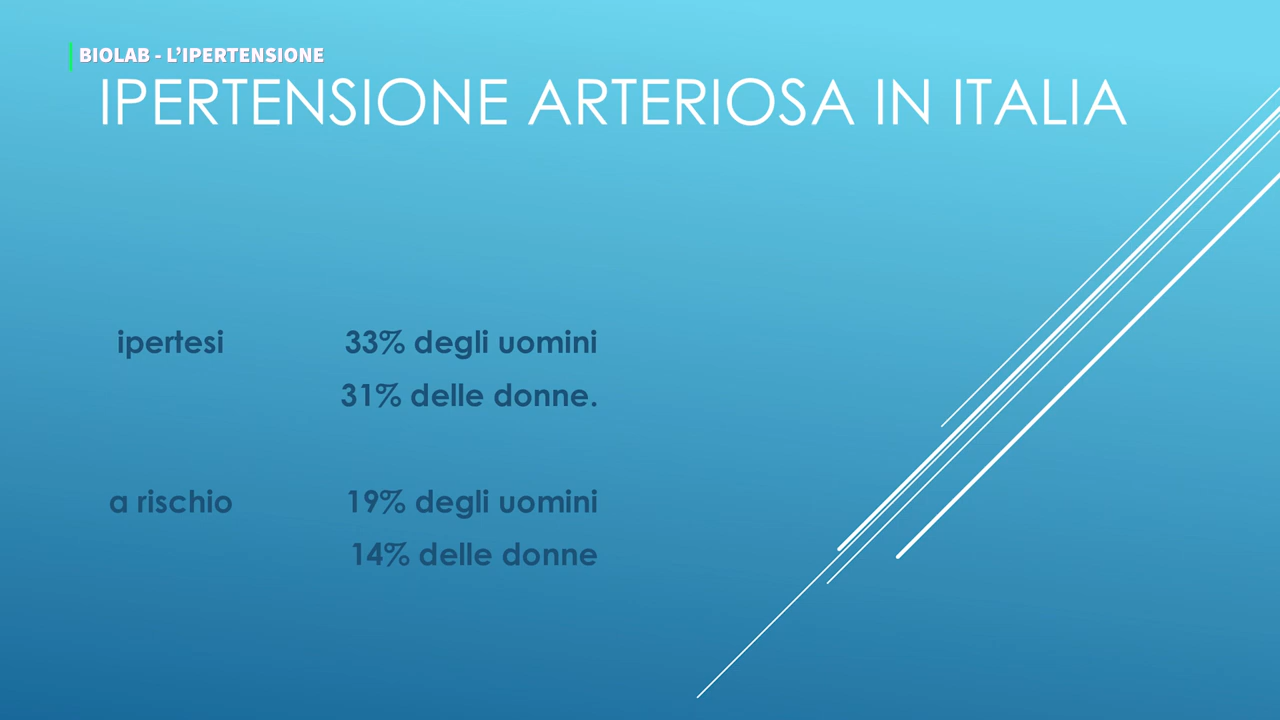 BIOLAB - L'IPERTENSIONE
IPERTENSIONE ARTERIOSA IN ITALIA
ipertesi 33% degli uomini
31% delle donne.
a rischio 19% degli uomini
14% delle donne